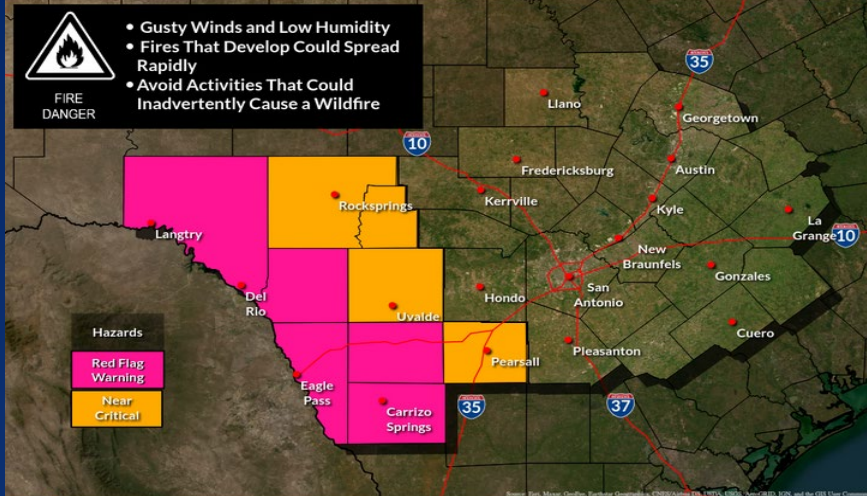 • Gusty Winds and Low Humidity
• Fires That Develop Could Spread
Rapidly
• Avoid Activities That Could
Inadvertently Cause a Wildfire
FIRE
DANGER
35
Llano
Georgetown
10
Fredericksburg
Austin
Rocksprings
Kerrville
Kyle
Langtry
La
Grange
10
New
Braunfels
Del
Rio
Hondo
San
Antonio
Gonzales
Uvalde
Hazards
Red Flag
Warning
Near
Critical
Pearsall
Pleasanton
Cuero
Eagle
Pass
Carrizo
Springs
35
37